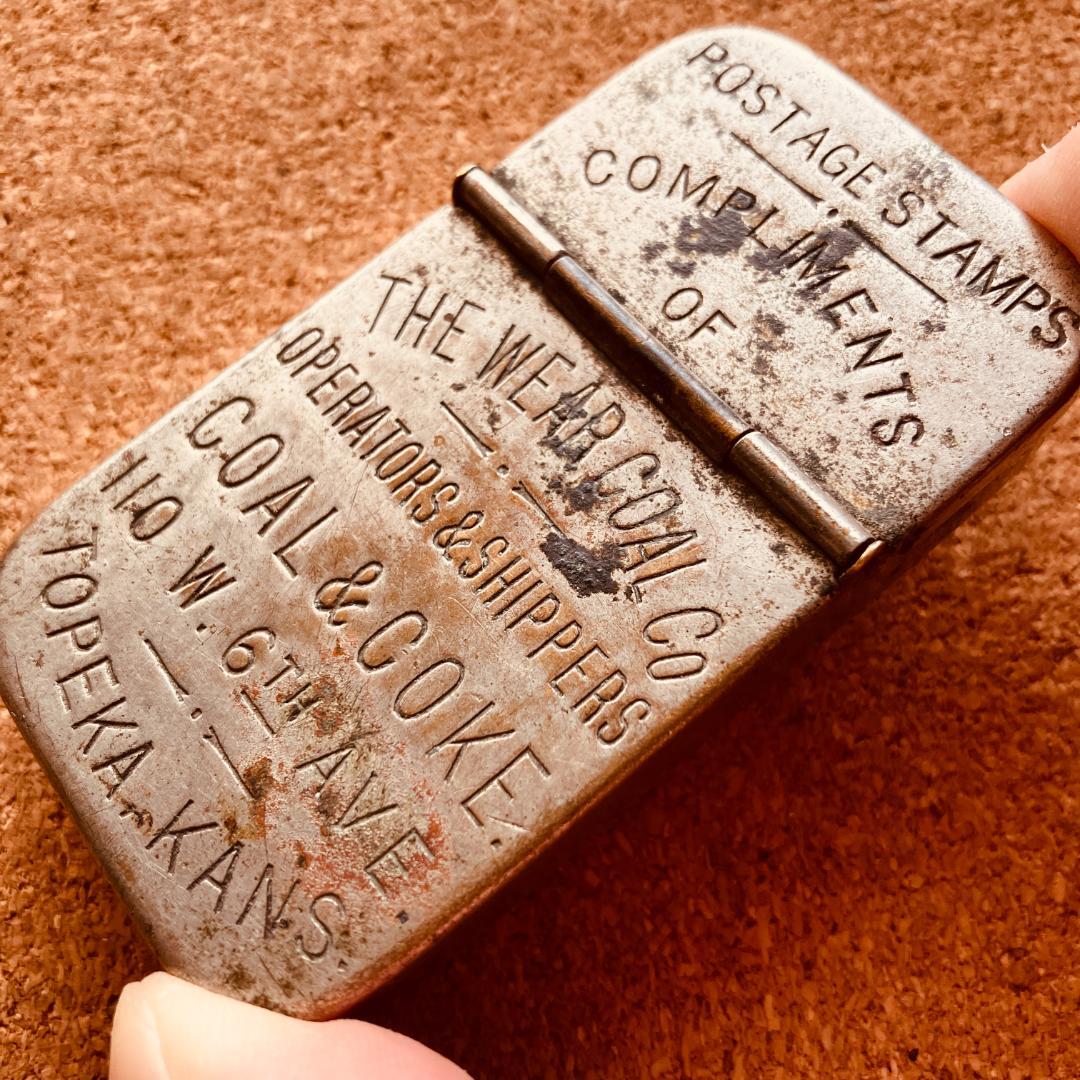 POSTAGE STAMPS
COMPLIMENTS
OF
THE WEAR COAL CO
OPERATORS & SHIPPERS
COAL & COKE.
110 W. 6TH AVE
TOPEKA, KANS.